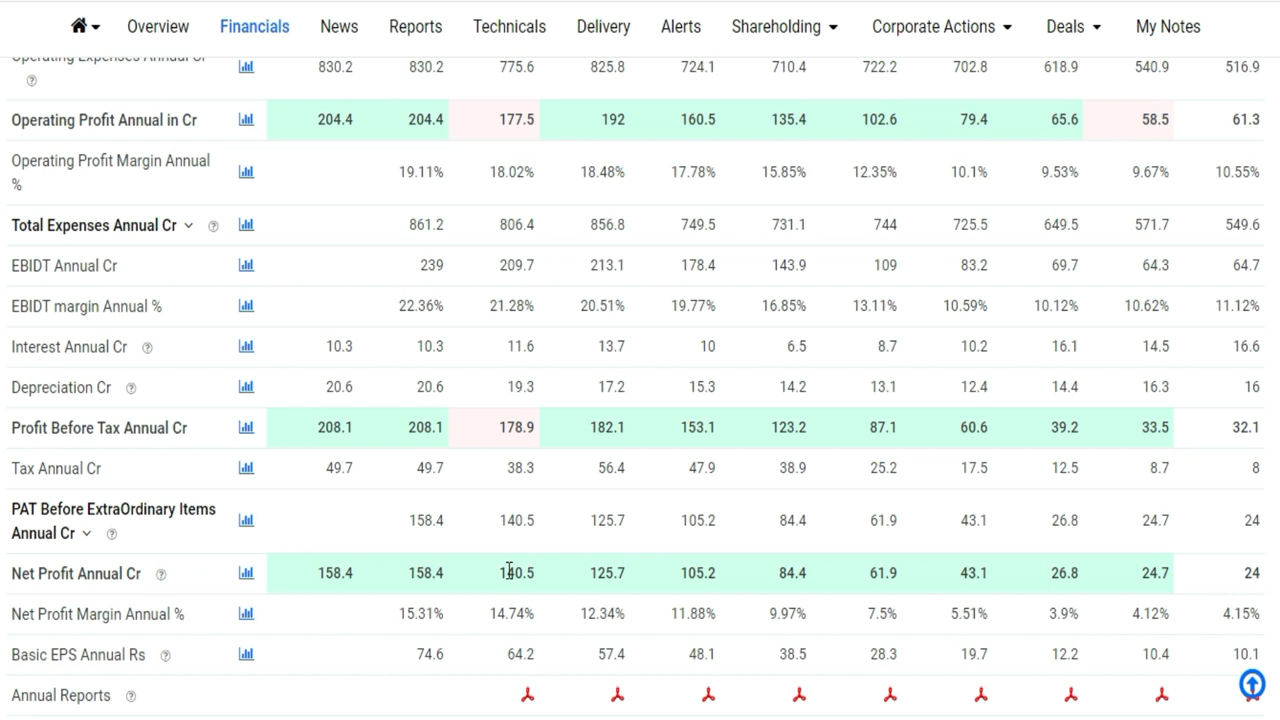 Overview Financials News Reports Technicals Delivery Alerts Shareholding Corporate Actions Deals My Notes
Operating Expenses Annual Cr 830.2 830.2 775.6 825.8 724.1 710.4 722.2 702.8 618.9 540.9 516.9
Operating Profit Annual in Cr 204.4 204.4 177.5 192 160.5 135.4 102.6 79.4 65.6 58.5 61.3
Operating Profit Margin Annual
% 19.11% 18.02% 18.48% 17.78% 15.85% 12.35% 10.1% 9.53% 9.67% 10.55%
Total Expenses Annual Cr 861.2 806.4 856.8 749.5 731.1 744 725.5 649.5 571.7 549.6
EBIDT Annual Cr 239 209.7 213.1 178.4 143.9 109 83.2 69.7 64.3 64.7
EBIDT margin Annual % 22.36% 21.28% 20.51% 19.77% 16.85% 13.11% 10.59% 10.12% 10.62% 11.12%
Interest Annual Cr 10.3 10.3 11.6 13.7 10 6.5 8.7 10.2 16.1 14.5 16.6
Depreciation Cr 20.6 20.6 19.3 17.2 15.3 14.2 13.1 12.4 14.4 16.3 16
Profit Before Tax Annual Cr 208.1 208.1 178.9 182.1 153.1 123.2 87.1 60.6 39.2 33.5 32.1
Tax Annual Cr 49.7 49.7 38.3 56.4 47.9 38.9 25.2 17.5 12.5 8.7 8
PAT Before ExtraOrdinary Items
Annual Cr 158.4 140.5 125.7 105.2 84.4 61.9 43.1 26.8 24.7 24
Net Profit Annual Cr 158.4 158.4 140.5 125.7 105.2 84.4 61.9 43.1 26.8 24.7 24
Net Profit Margin Annual % 15.31% 14.74% 12.34% 11.88% 9.97% 7.5% 5.51% 3.9% 4.12% 4.15%
Basic EPS Annual Rs 74.6 64.2 57.4 48.1 38.5 28.3 19.7 12.2 10.4 10.1
Annual Reports